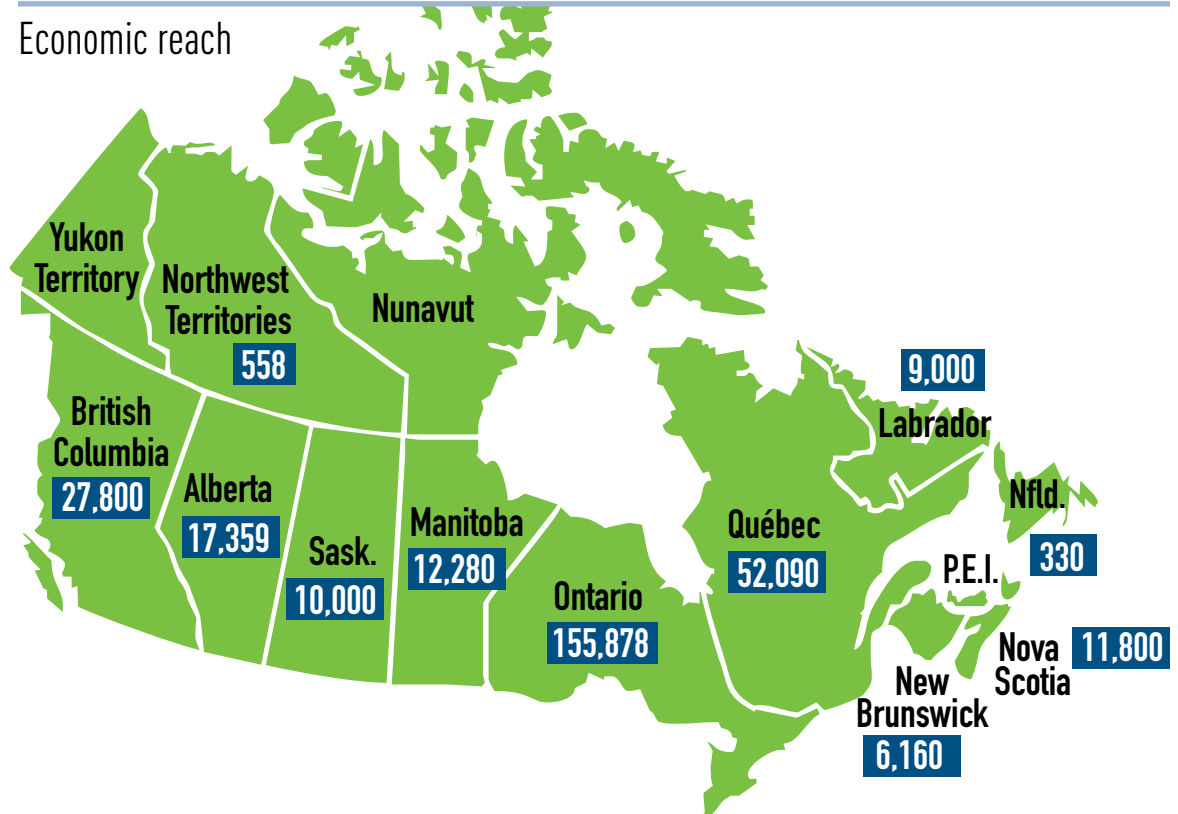 Economic reach
Yukon
Territory
Northwest
Territories
558
Nunavut
British
Columbia
27,800
Alberta
17,359
Sask.
10,000
Manitoba
12,280
Ontario
155,878
Québec
52,090
9,000
Labrador
Nfld.
330
P.E.I.
Nova
Scotia
11,800
New
Brunswick
6,160